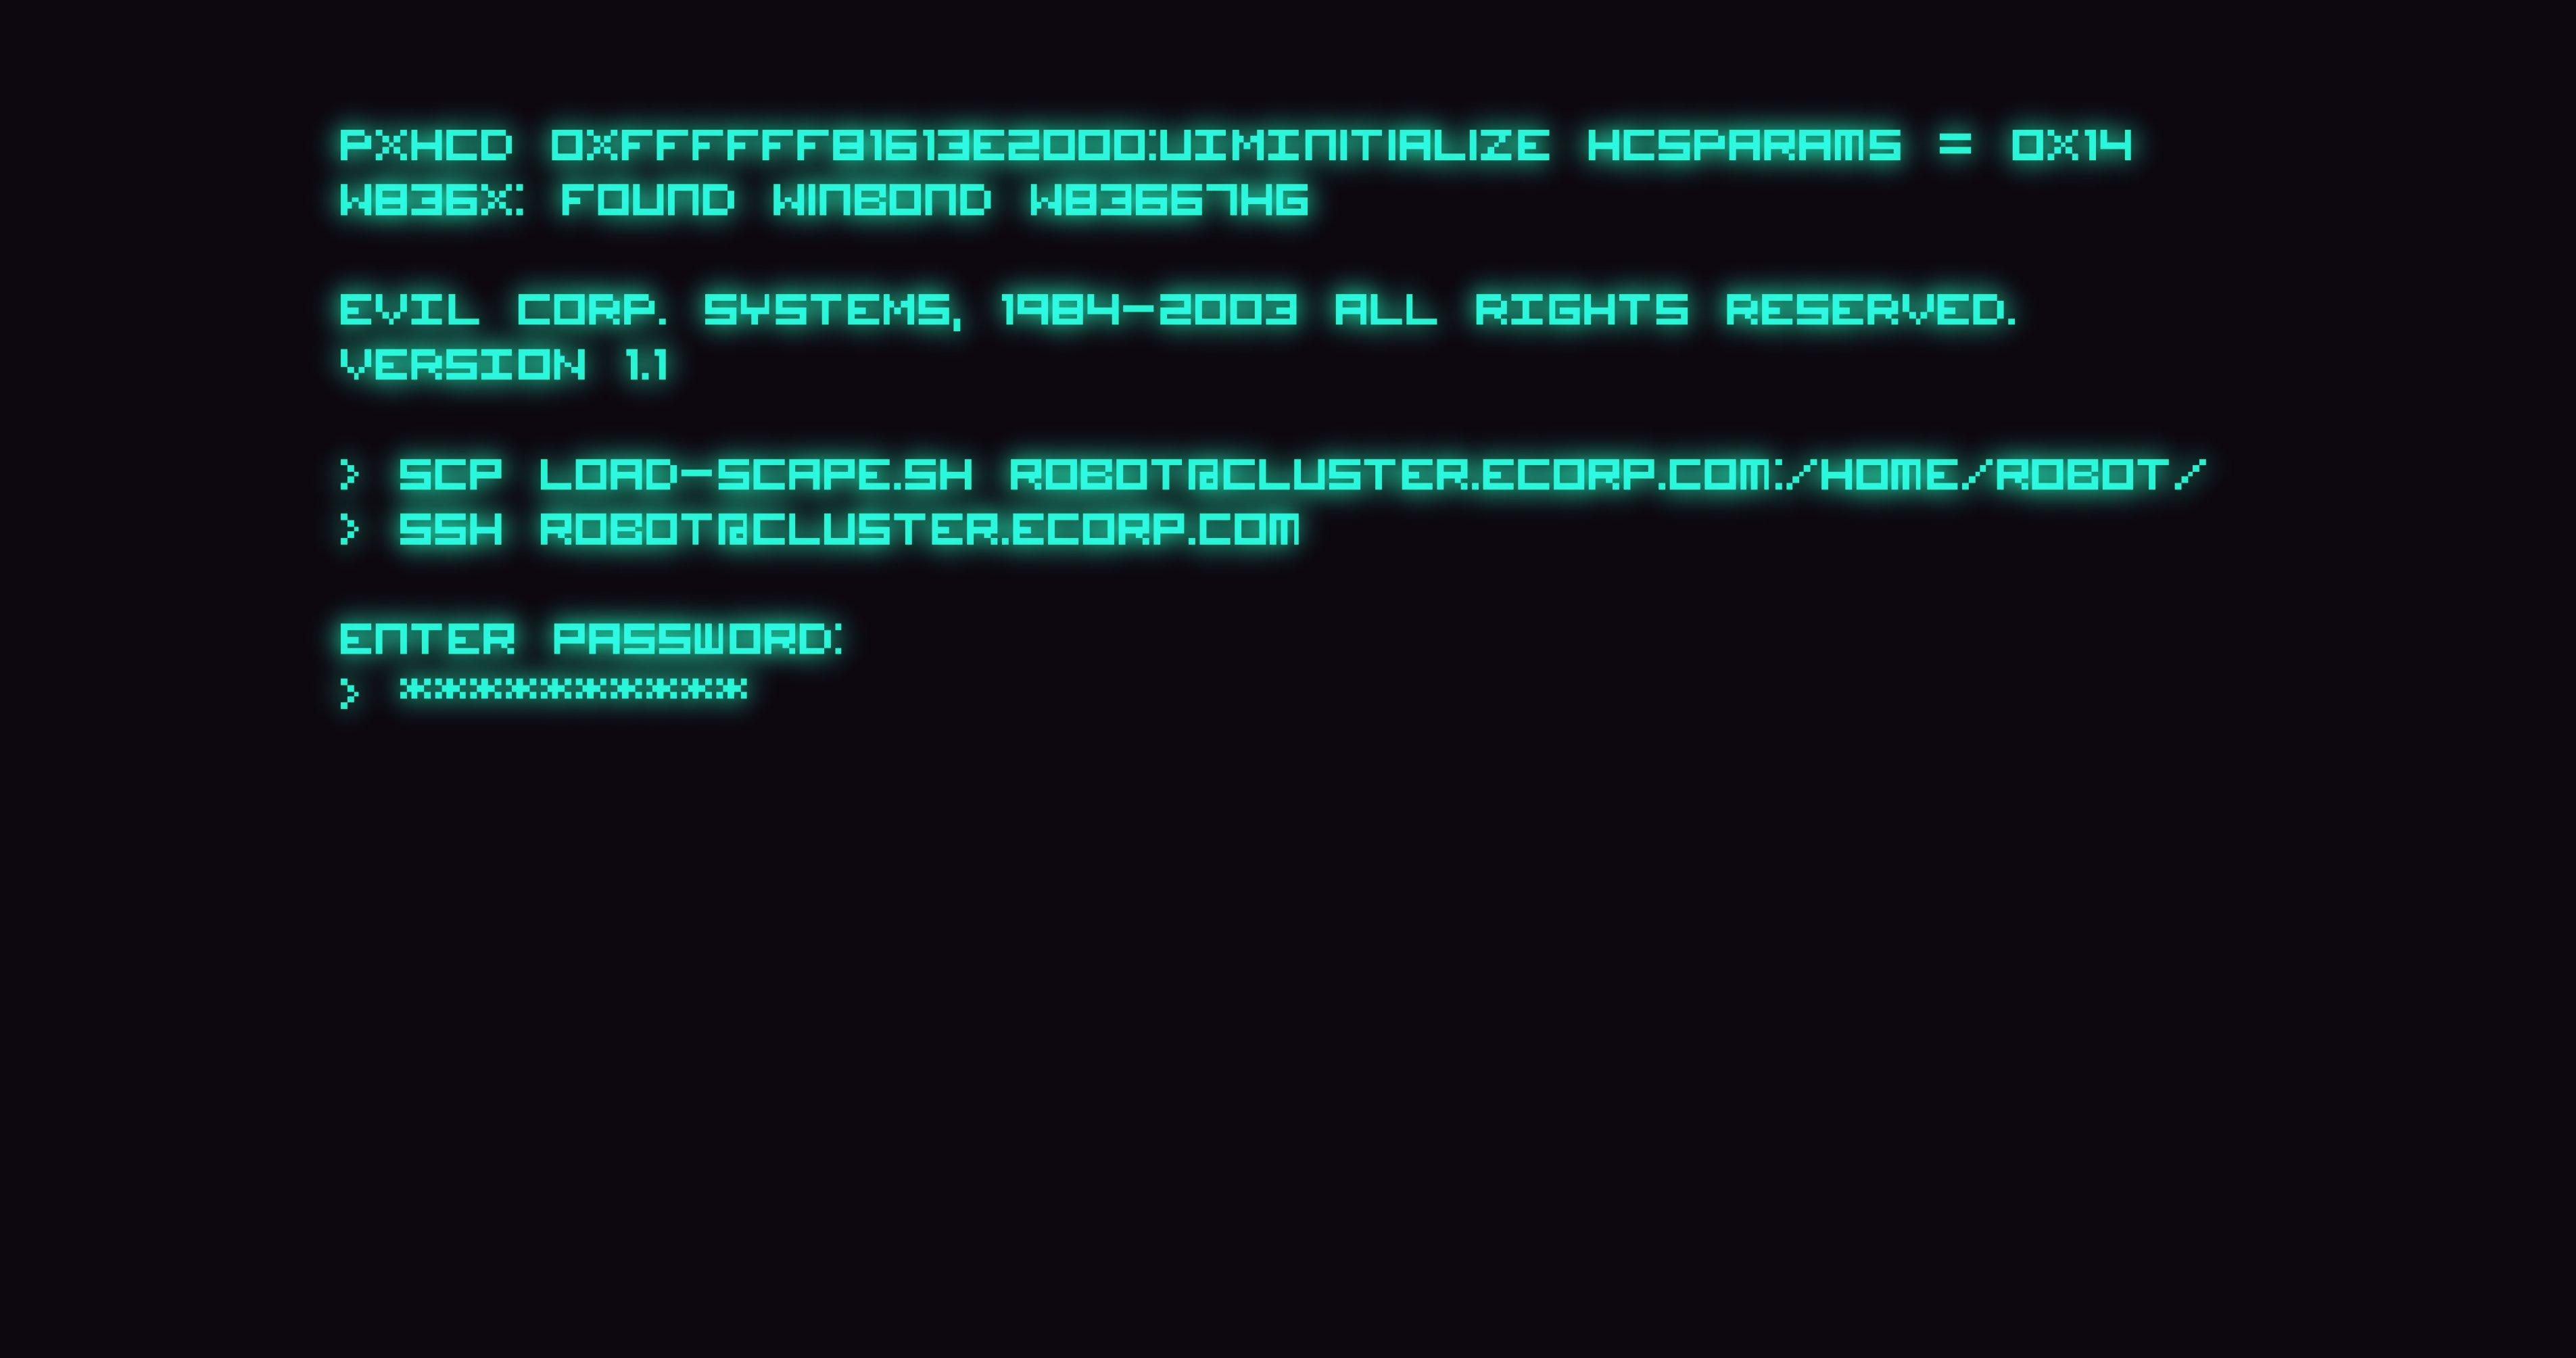 PXHCD 0XFFFFFF81613E2000:UIMINITIALIZE HCSPARAMS = 0X14
W836X: FOUND WINBOND W83667HG
EVIL CORP. SYSTEMS, 1984-2003 ALL RIGHTS RESERVED.
VERSION 1.1
> SCP LOAD-SCAPE.SH ROBOT@CLUSTER.ECORP.COM:/HOME/ROBOT/
> SSH ROBOT@CLUSTER.ECORP.COM
ENTER PASSWORD:
> **********